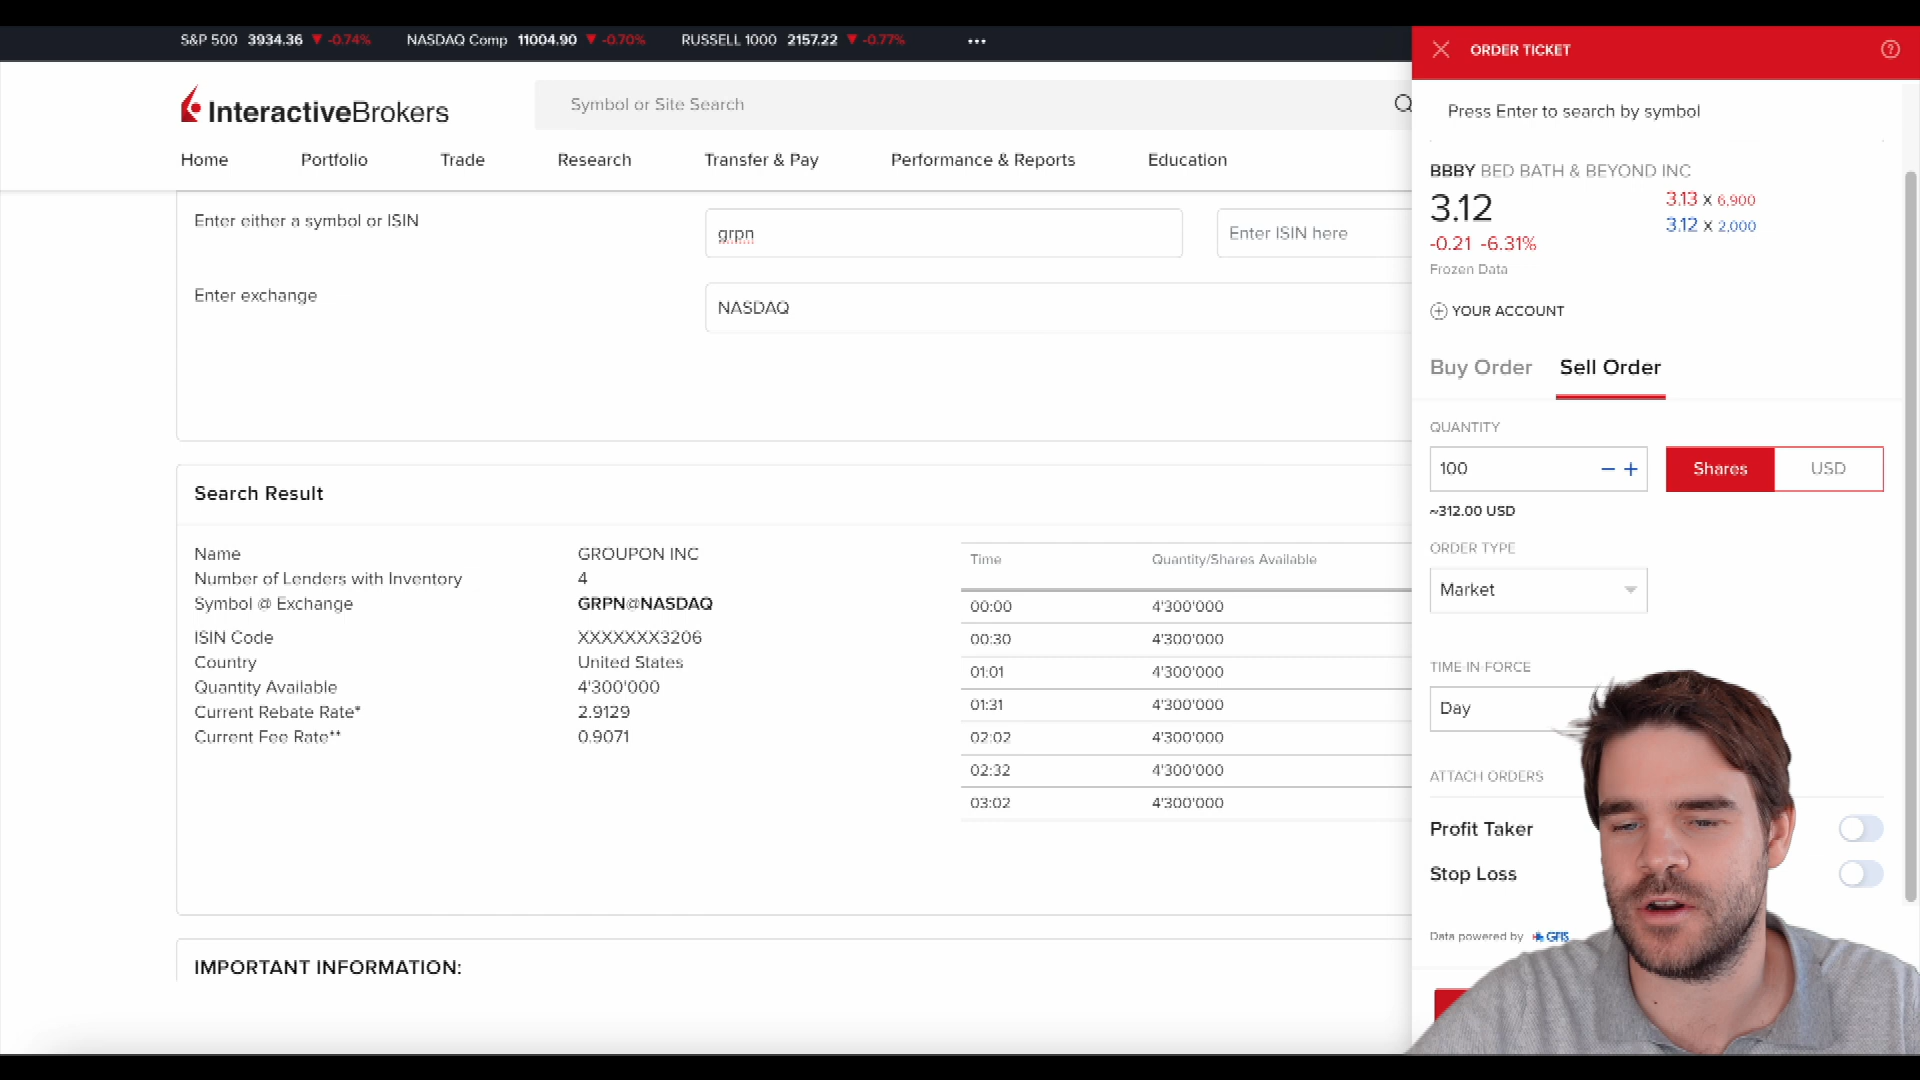 S&P 500 3934.36 ▼ -0.74% NASDAQ Comp 11004.90 ▼ -0.70% RUSSELL 1000 2157.22 ▼ -0.77% •••
InteractiveBrokers
Symbol or Site Search
Home Portfolio Trade Research Transfer & Pay Performance & Reports Education
Enter either a symbol or ISIN grpn Enter ISIN here
Enter exchange NASDAQ
Search Result
Name GROUPON INC
Number of Lenders with Inventory 4
Symbol @ Exchange GRPN@NASDAQ
ISIN Code XXXXXXX3206
Country United States
Quantity Available 4'300'000
Current Rebate Rate* 2.9129
Current Fee Rate** 0.9071
Time Quantity/Shares Available
00:00 4'300'000
00:30 4'300'000
01:01 4'300'000
01:31 4'300'000
02:02 4'300'000
02:32 4'300'000
03:02 4'300'000
IMPORTANT INFORMATION:
ORDER TICKET
Press Enter to search by symbol
BBBY BED BATH & BEYOND INC
3.12
-0.21 -6.31%
Frozen Data
3.13 X 6,900
3.12 X 2,000
YOUR ACCOUNT
Buy Order Sell Order
QUANTITY
100 − + Shares USD
~312.00 USD
ORDER TYPE
Market
TIME IN FORCE
Day
ATTACH ORDERS
Profit Taker
Stop Loss
Data powered by GFIS